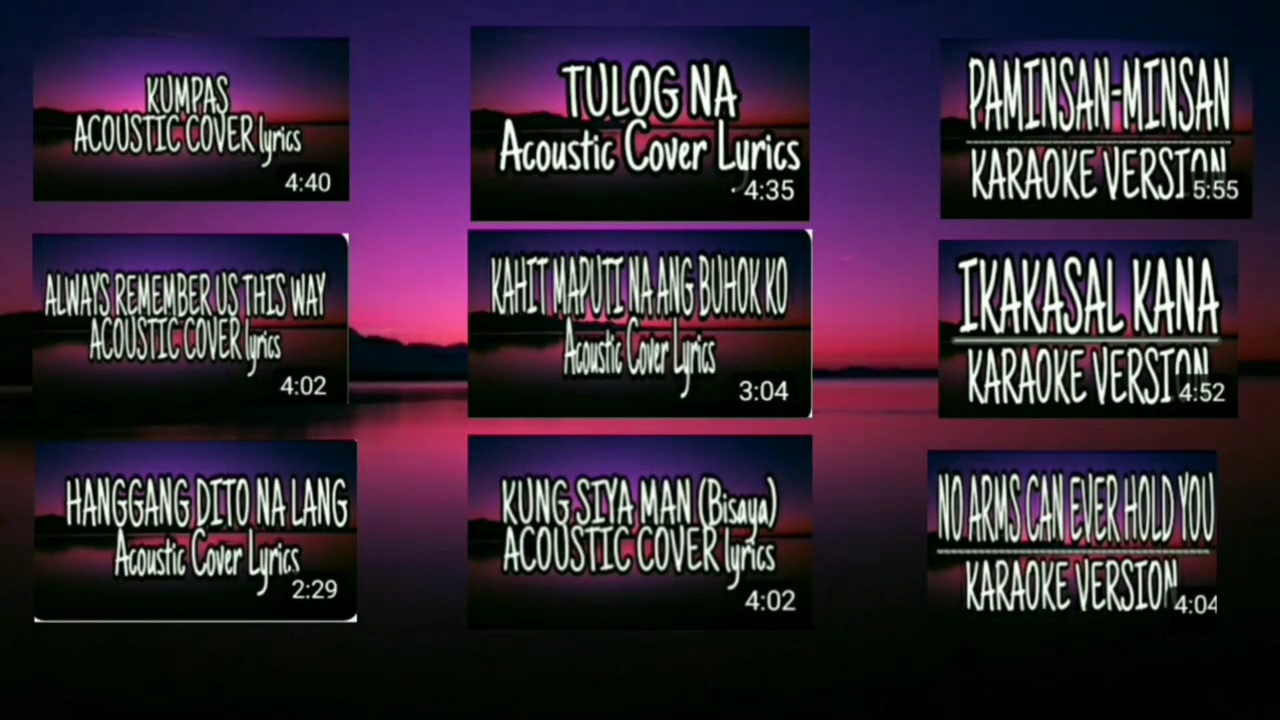 KUMPAS
ACOUSTIC COVER lyrics
4:40
TULOG NA
Acoustic Cover Lyrics
4:35
PAMINSAN-MINSAN
KARAOKE VERSION
5:55
ALWAYS REMEMBER US THIS WAY
ACOUSTIC COVER lyrics
4:02
KAHIT MAPUTI NA ANG BUHOK KO
Acoustic Cover Lyrics
3:04
IKAKASAL KANA
KARAOKE VERSION
4:52
HANGGANG DITO NA LANG
Acoustic Cover Lyrics
2:29
KUNG SIYA MAN (Bisaya)
ACOUSTIC COVER lyrics
4:02
NO ARMS CAN EVER HOLD YOU
KARAOKE VERSION
4:04